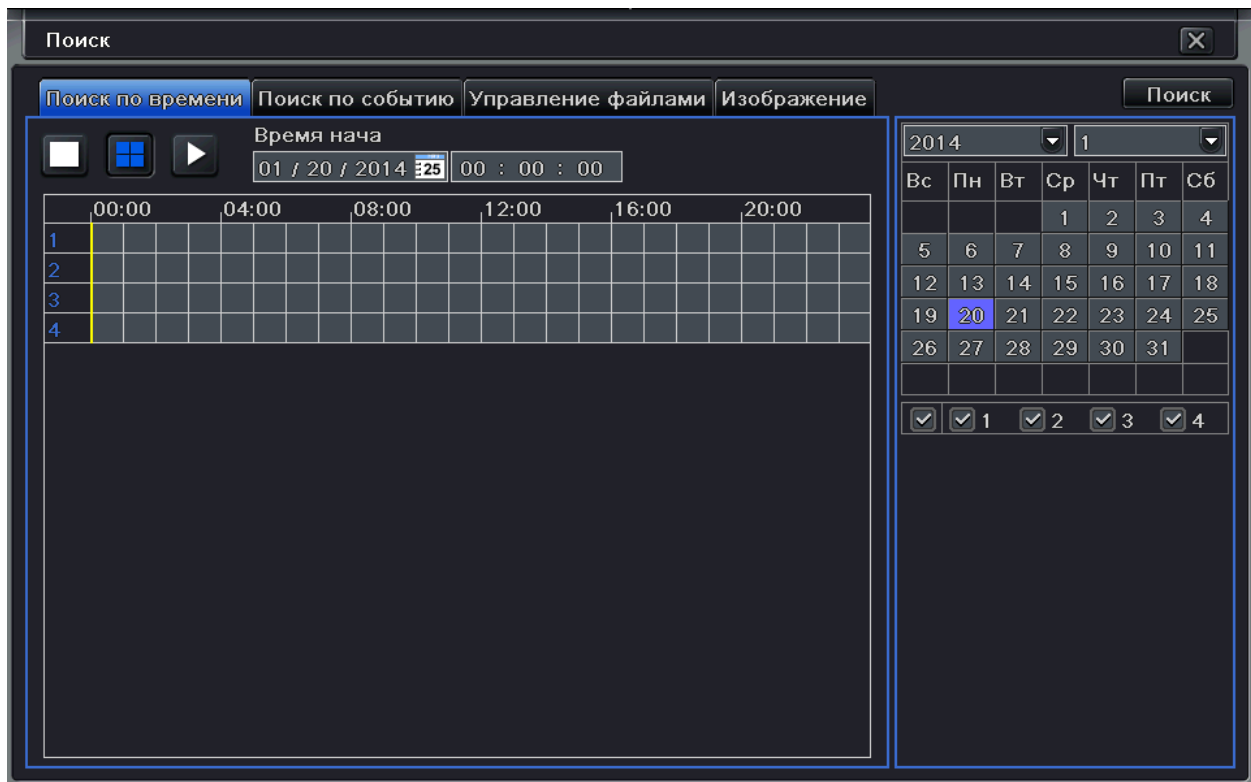 Поиск
Поиск по времени Поиск по событию Управление файлами Изображение Поиск
Время нача
01 / 20 / 2014 25 00 : 00 : 00
00:00 04:00 08:00 12:00 16:00 20:00
1
2
3
4
2014 1
Вс Пн Вт Ср Чт Пт Сб
1 2 3 4
5 6 7 8 9 10 11
12 13 14 15 16 17 18
19 20 21 22 23 24 25
26 27 28 29 30 31
1 2 3 4